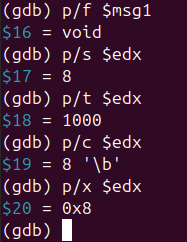 (gdb) p/f $msg1
$16 = void
(gdb) p/s $edx
$17 = 8
(gdb) p/t $edx
$18 = 1000
(gdb) p/c $edx
$19 = 8 '\b'
(gdb) p/x $edx
$20 = 0x8
(gdb)